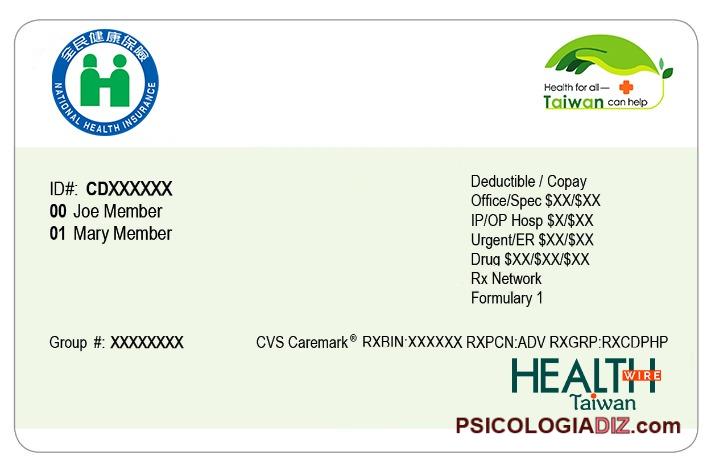 全民健康保險
NATIONAL HEALTH INSURANCE
Health for all—
Taiwan can help
ID#: CDXXXXXX
00 Joe Member
01 Mary Member
Deductible / Copay
Office/Spec $XX/$XX
IP/OP Hosp $X/$XX
Urgent/ER $XX/$XX
Drug $XX/$XX/$XX
Rx Network
Formulary 1
Group #: XXXXXXXX
CVS Caremark® RXBIN:XXXXXX RXPCN:ADV RXGRP:RXCDPHP
HEALTH WIRE
Taiwan
PSICOLOGIADIZ.com